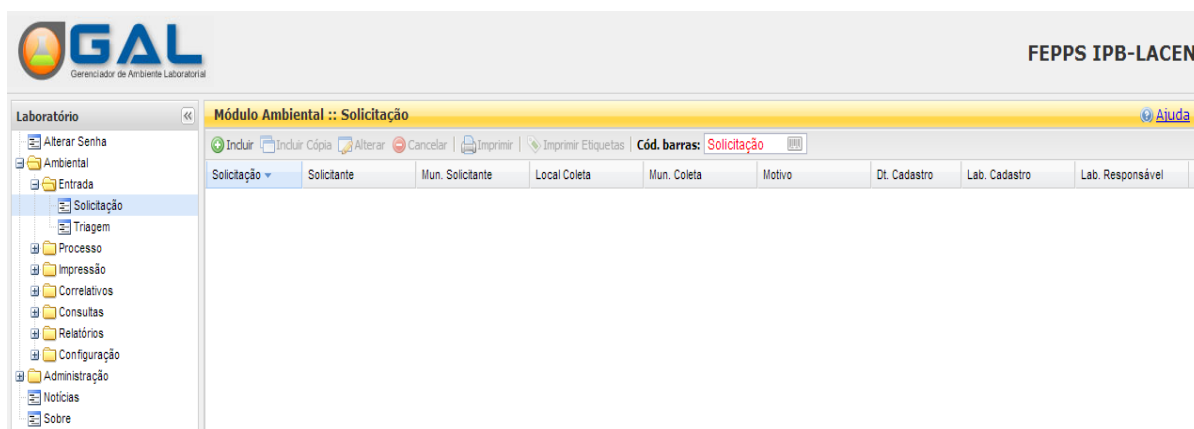 GAL
Gerenciador de Ambiente Laboratorial
FEPPS IPB-LACEN
Laboratório
Alterar Senha
Ambiental
Entrada
Solicitação
Triagem
Processo
Impressão
Correlativos
Consultas
Relatórios
Configuração
Administração
Notícias
Sobre
Módulo Ambiental :: Solicitação Ajuda
Incluir Incluir Cópia Alterar Cancelar | Imprimir | Imprimir Etiquetas | Cód. barras: Solicitação
Solicitação Solicitante Mun. Solicitante Local Coleta Mun. Coleta Motivo Dt. Cadastro Lab. Cadastro Lab. Responsável